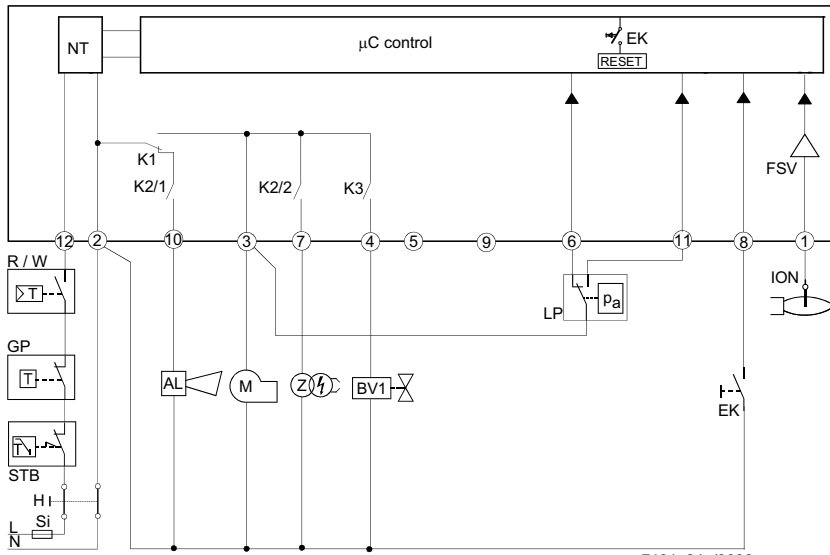 NT
μC control
EK
RESET
K1
FSV
K2/1
K2/2
K3
12
2
10
3
7
4
5
9
6
11
8
1
R / W
T
LP
pa
ION
GP
T
AL
M
Z
BV1
EK
T
STB
H
L
Si
N